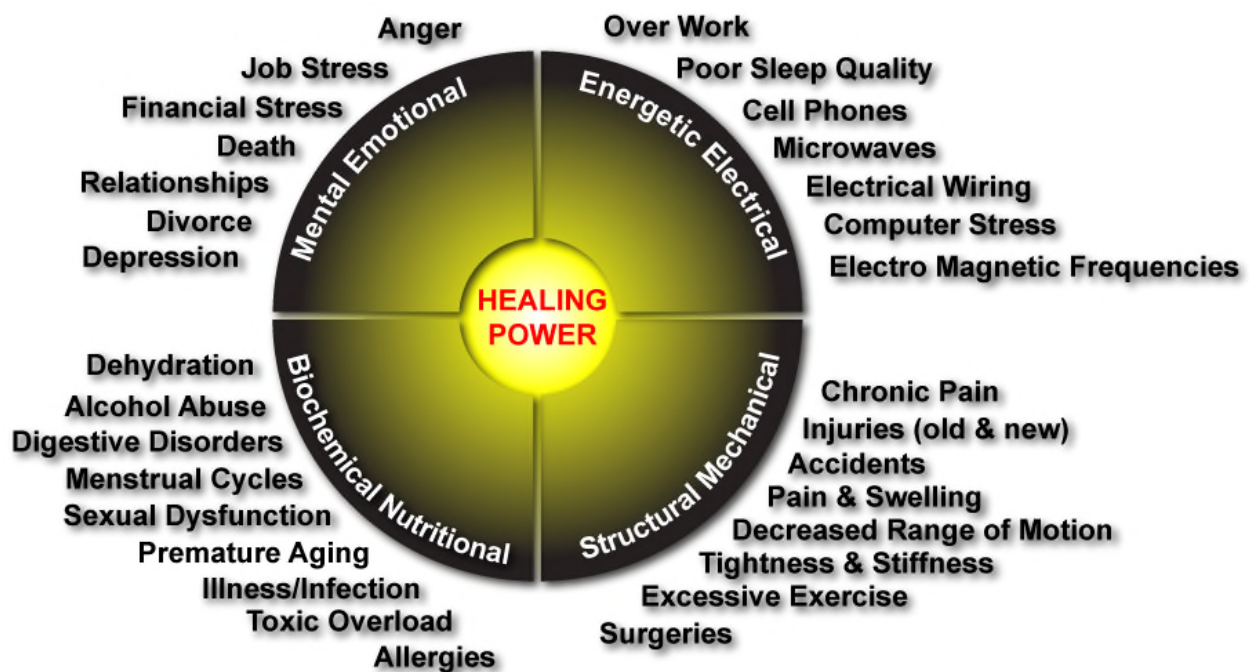 Anger
Job Stress
Financial Stress
Death
Relationships
Divorce
Depression
Mental Emotional
Over Work
Poor Sleep Quality
Cell Phones
Microwaves
Electrical Wiring
Computer Stress
Electro Magnetic Frequencies
Energetic Electrical
HEALING
POWER
Dehydration
Alcohol Abuse
Digestive Disorders
Menstrual Cycles
Sexual Dysfunction
Premature Aging
Illness/Infection
Toxic Overload
Allergies
Biochemical Nutritional
Chronic Pain
Injuries (old & new)
Accidents
Pain & Swelling
Decreased Range of Motion
Tightness & Stiffness
Excessive Exercise
Surgeries
Structural Mechanical